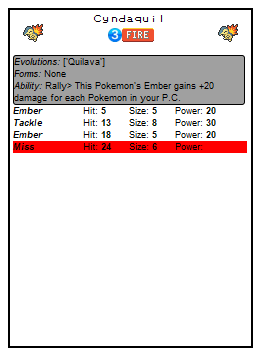 Cyndaquil
3 FIRE
Evolutions: ['Quilava']
Forms: None
Ability: Rally> This Pokemon's Ember gains +20
damage for each Pokemon in your P.C.
Ember Hit: 5 Size: 5 Power: 20
Tackle Hit: 13 Size: 8 Power: 30
Ember Hit: 18 Size: 5 Power: 20
Miss Hit: 24 Size: 6 Power: